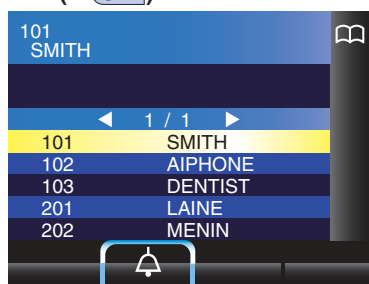 101
SMITH
1 / 1
101 SMITH
102 AIPHONE
103 DENTIST
201 LAINE
202 MENIN